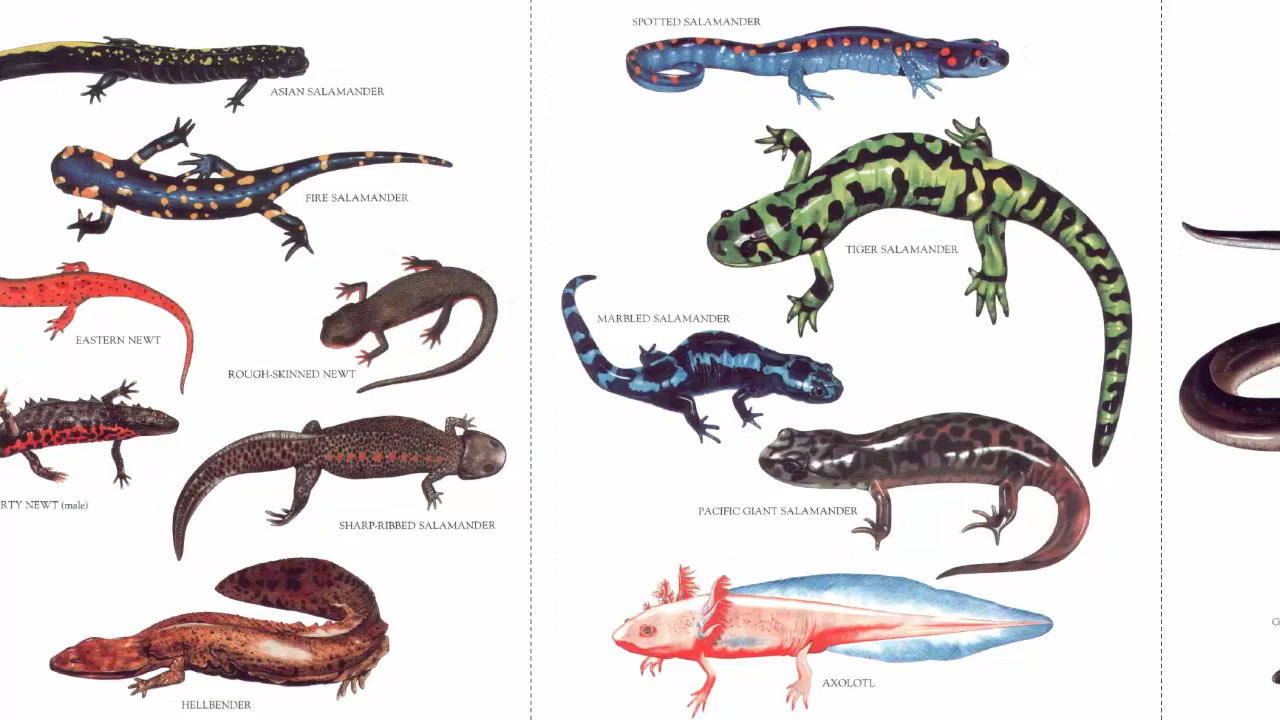 ASIAN SALAMANDER
FIRE SALAMANDER
EASTERN NEWT
ROUGH-SKINNED NEWT
RTY NEWT (male)
SHARP-RIBBED SALAMANDER
HELLBENDER
SPOTTED SALAMANDER
TIGER SALAMANDER
MARBLED SALAMANDER
PACIFIC GIANT SALAMANDER
AXOLOTL
G